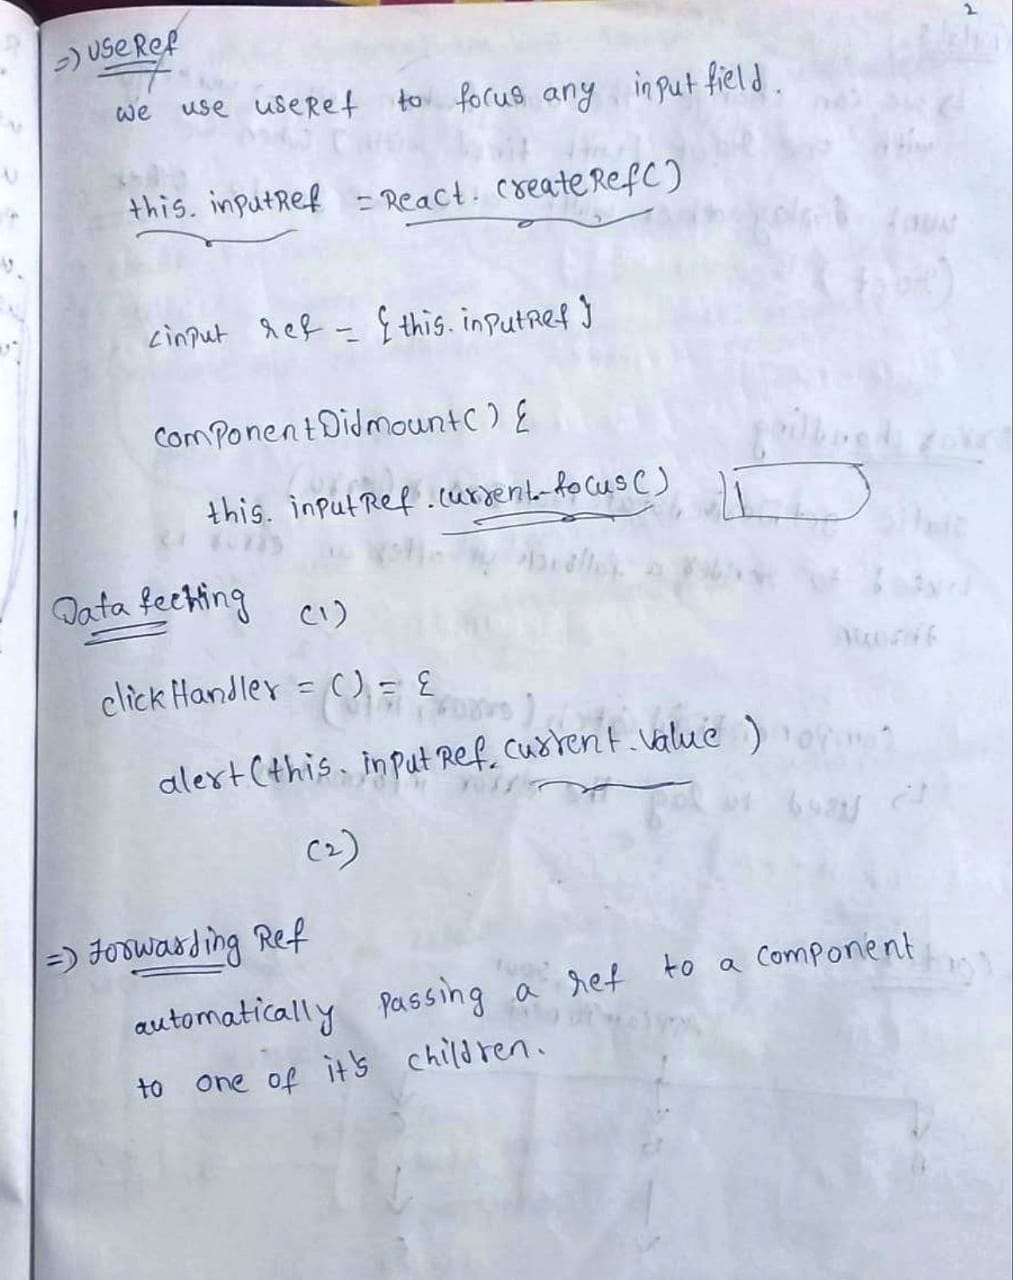 2
=> useRef
we use useRef to focus any input field.
this. inputRef = React. createRef()
<input ref = {this. inputRef}
componentDidmount() {
this. inputRef. current. focus()
Data feching (1)
clickHandler = () = {
alert(this. inputRef. current. value )
(2)
=> Forwarding Ref
automatically passing a ref to a component
to one of it's children.